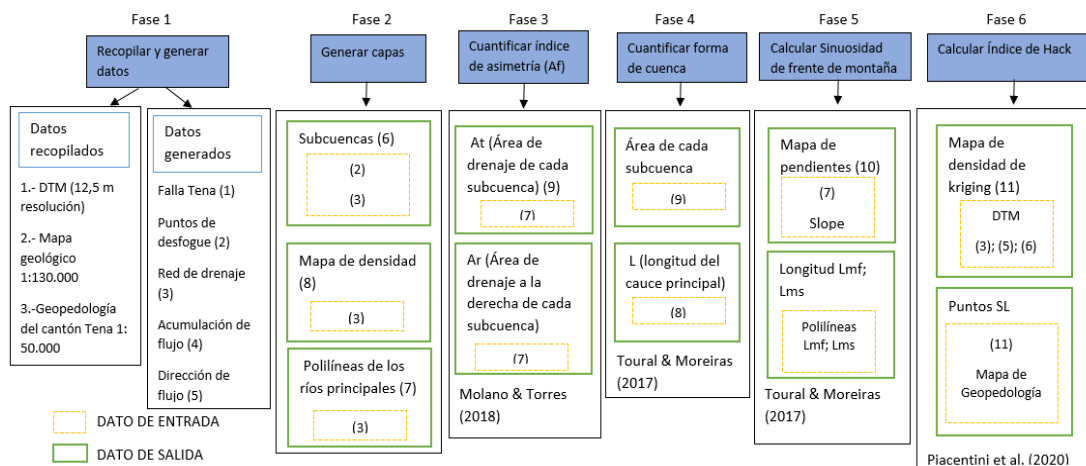 Fase 1
Recopilar y generar
datos
Datos
recopilados
1.- DTM (12,5 m
resolución)
2.- Mapa
geológico
1:130.000
3.-Geopedología
del cantón Tena 1:
50.000
Datos
generados
Falla Tena (1)
Puntos de
desfogue (2)
Red de drenaje
(3)
Acumulación de
flujo (4)
Dirección de
flujo (5)
DATO DE ENTRADA
DATO DE SALIDA
Fase 2
Generar capas
Subcuencas (6)
(2)
(3)
Mapa de densidad
(8)
(3)
Polilíneas de los
ríos principales (7)
(3)
Fase 3
Cuantificar índice
de asimetría (Af)
At (Área de
drenaje de cada
subcuenca) (9)
(7)
Ar (Área de
drenaje a la
derecha de cada
subcuenca)
(7)
Molano & Torres
(2018)
Fase 4
Cuantificar forma
de cuenca
Área de cada
subcuenca
(9)
L (longitud del
cauce principal)
(8)
Toural & Moreiras
(2017)
Fase 5
Calcular Sinuosidad
de frente de montaña
Mapa de
pendientes (10)
(7)
Slope
Longitud Lmf;
Lms
Polilíneas
Lmf; Lms
Toural & Moreiras
(2017)
Fase 6
Calcular Índice de Hack
Mapa de
densidad de
kriging (11)
DTM
(3); (5); (6)
Puntos SL
(11)
Mapa de
Geopedología
Piacentini et al. (2020)